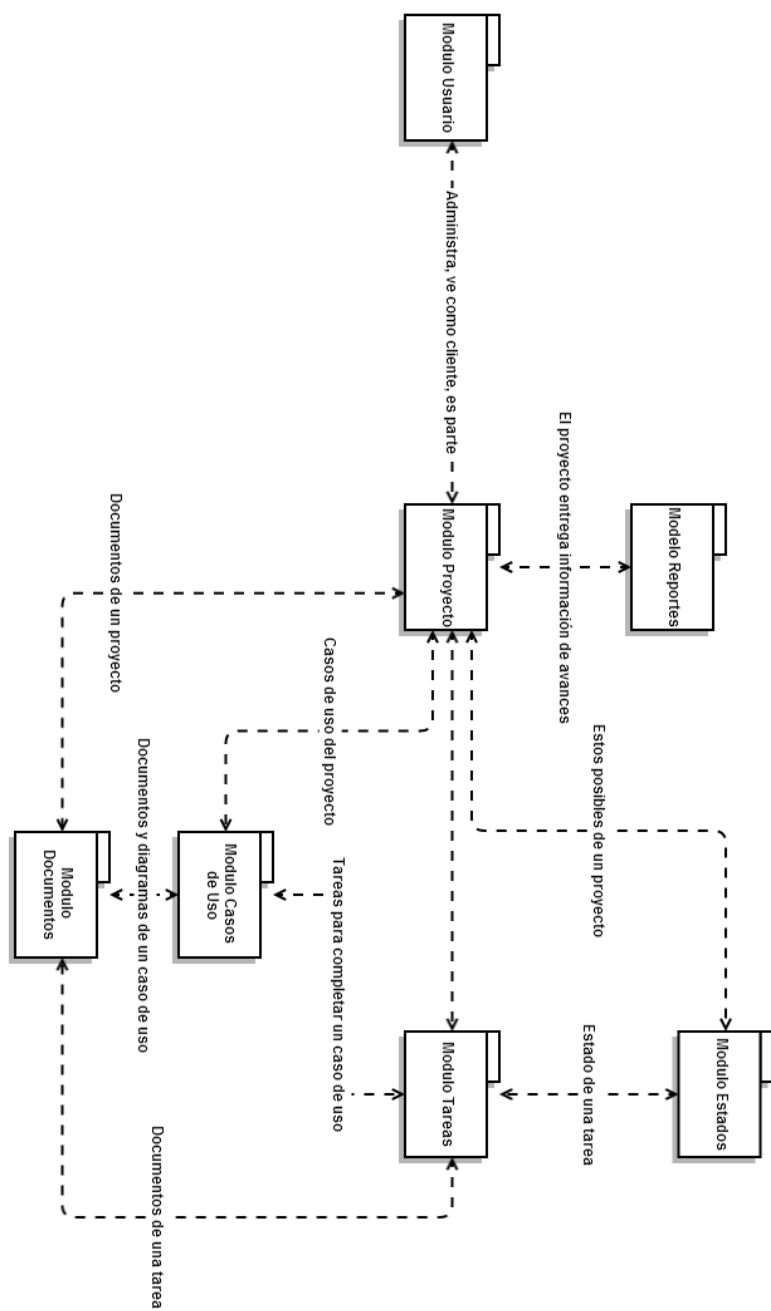 Modelo Reportes
Modulo Estados
El proyecto entrega información de avances
Estos posibles de un proyecto
Estado de una tarea
Modulo Usuario
Administra, ve como cliente, es parte
Modulo Proyecto
Modulo Tareas
Casos de uso del proyecto
Tareas para completar un caso de uso
Modulo Casos
de Uso
Documentos y diagramas de un caso de uso
Documentos de un proyecto
Documentos de una tarea
Modulo
Documentos